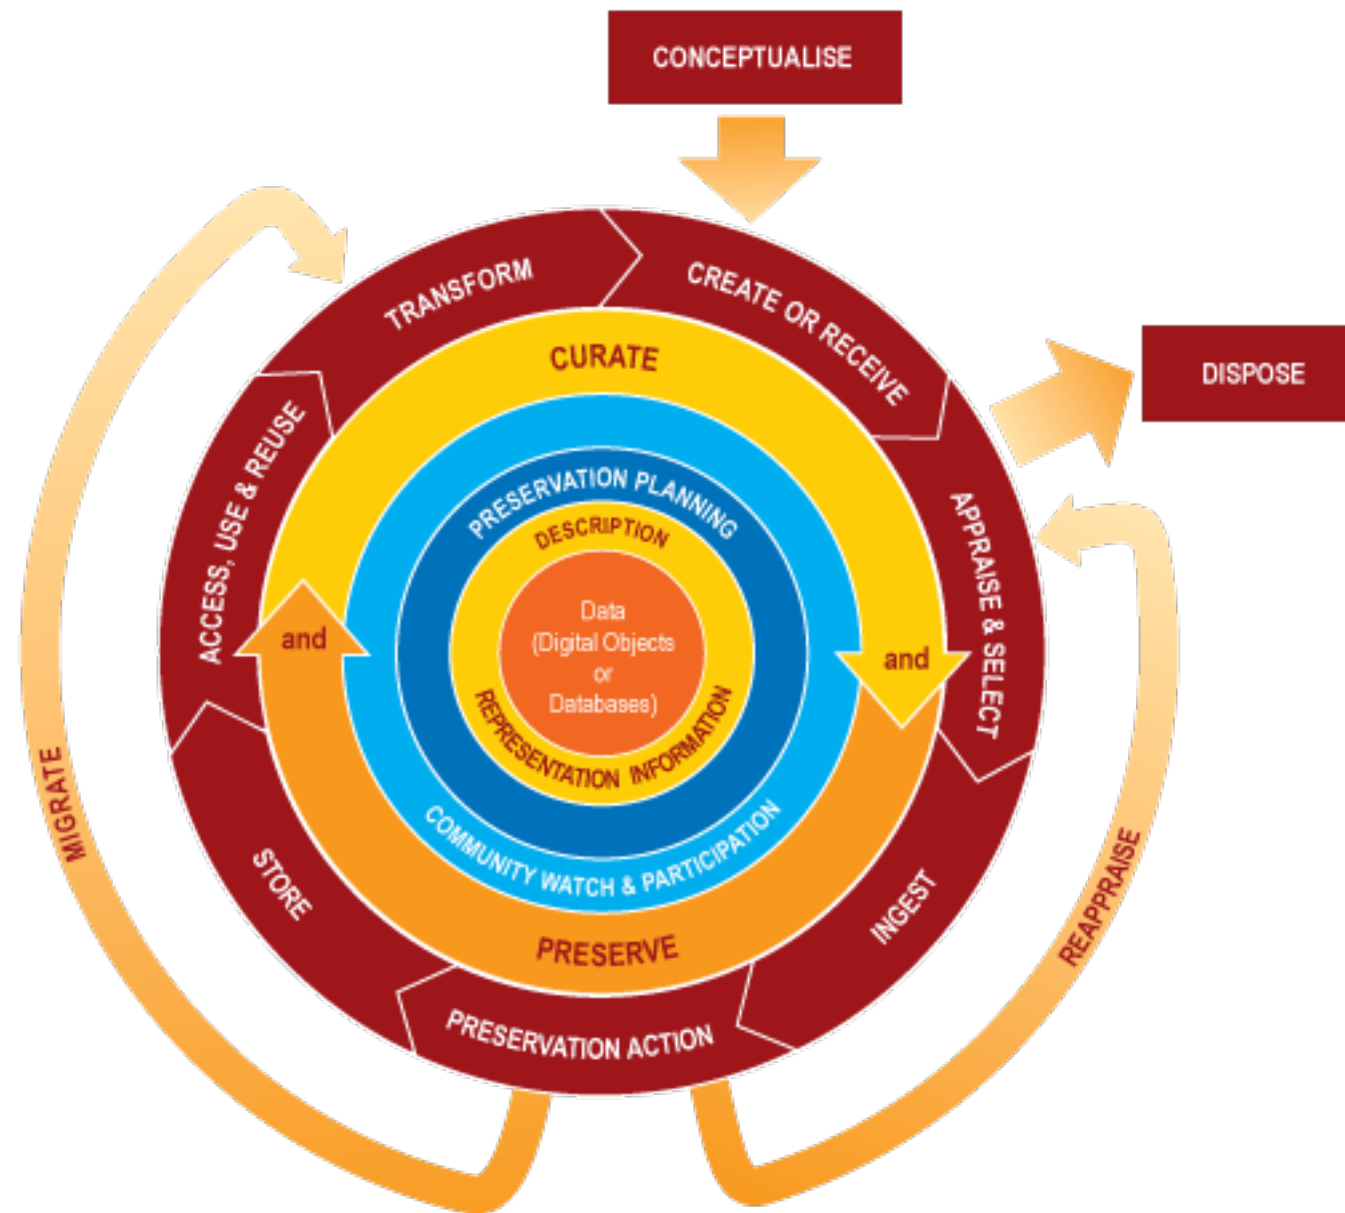 CONCEPTUALISE
DISPOSE
TRANSFORM
CREATE OR RECEIVE
APPRAISE & SELECT
INGEST
PRESERVATION ACTION
STORE
ACCESS, USE & REUSE
CURATE
and
PRESERVE
and
PRESERVATION PLANNING
COMMUNITY WATCH & PARTICIPATION
DESCRIPTION
REPRESENTATION INFORMATION
Data
(Digital Objects
or
Databases)
MIGRATE
REAPPRAISE